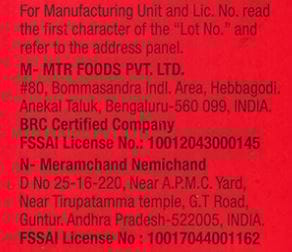 For Manufacturing Unit and Lic. No. read
the first character of the "Lot No." and
refer to the address panel.
M- MTR FOODS PVT. LTD.
#80, Bommasandra Indl. Area, Hebbagodi.
Anekal Taluk, Bengaluru-560 099, INDIA.
BRC Certified Company
FSSAI License No.: 10012043000145
N- Meramchand Nemichand
D No 25-16-220, Near A.P.M.C. Yard,
Near Tirupatamma temple, G.T Road,
Guntur. Andhra Pradesh-522005, INDIA.
FSSAI License No : 10017044001162